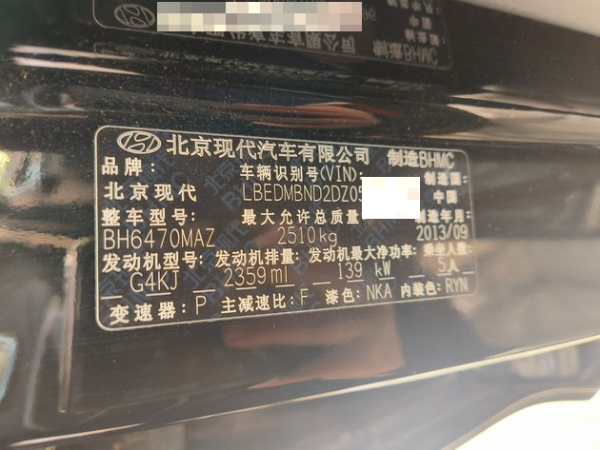 北京现代汽车有限公司 制造BHMC
品牌: 车辆识别号(VIN): 制造国:
北京现代 LBEDMBND2DZ05 中国
整车型号: 最大允许总质量 制造年月:
BH6470MAZ 2510kg 2013/09
发动机型号: 发动机排量: 发动机最大净功率: 乘坐人数:
G4KJ 2359ml 139 kW 5人
变速器: P 主减速比: F 漆色: NKA 内装色: RYN